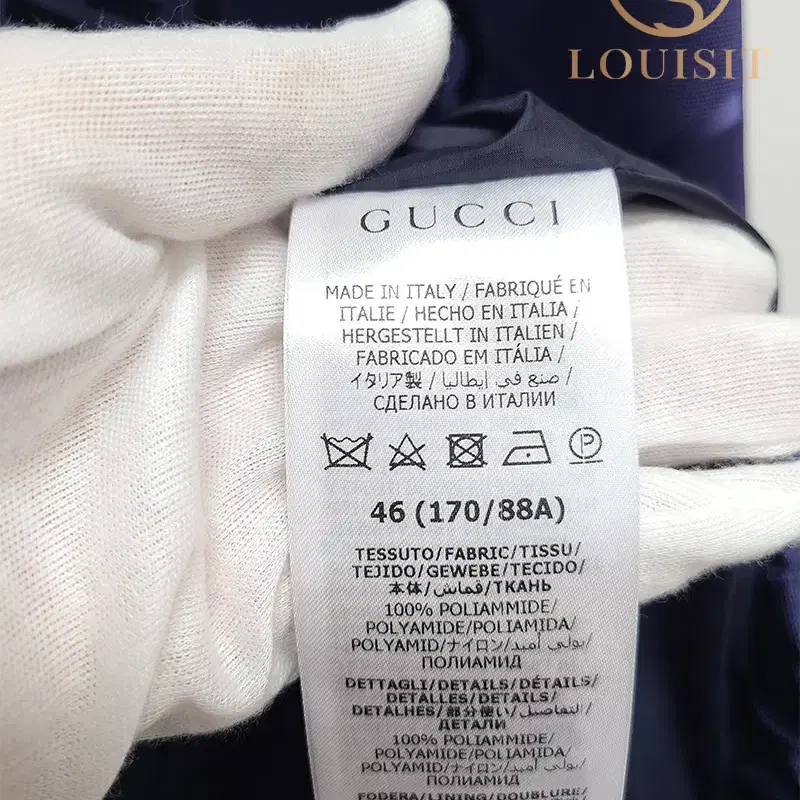 LOUISIT
GUCCI
MADE IN ITALY / FABRIQUÉ EN
ITALIE / HECHO EN ITALIA /
HERGESTELLT IN ITALIEN /
FABRICADO EM ITÁLIA /
イタリア製 / صنع في إيطاليا /
СДЕЛАНО В ИТАЛИИ
P
46 (170/88A)
TESSUTO/FABRIC/TISSU/
TEJIDO/GEWEBE/TECIDO/
本体/قماش/ТКАНЬ
100% POLIAMMIDE/
POLYAMIDE/POLIAMIDA/
POLYAMID/ナイロン/بولي أميد/
ПОЛИАМИД
DETTAGLI/DETAILS/DÉTAILS/
DETALLES/DETAILS/
DETALHES/部分使い/التفاصيل/
ДЕТАЛИ
100% POLIAMMIDE/
POLYAMIDE/POLIAMIDA/
POLYAMID/ナイロン/بولي أميد/
ПОЛИАМИД
FODERA/LINING/DOUBLURE/